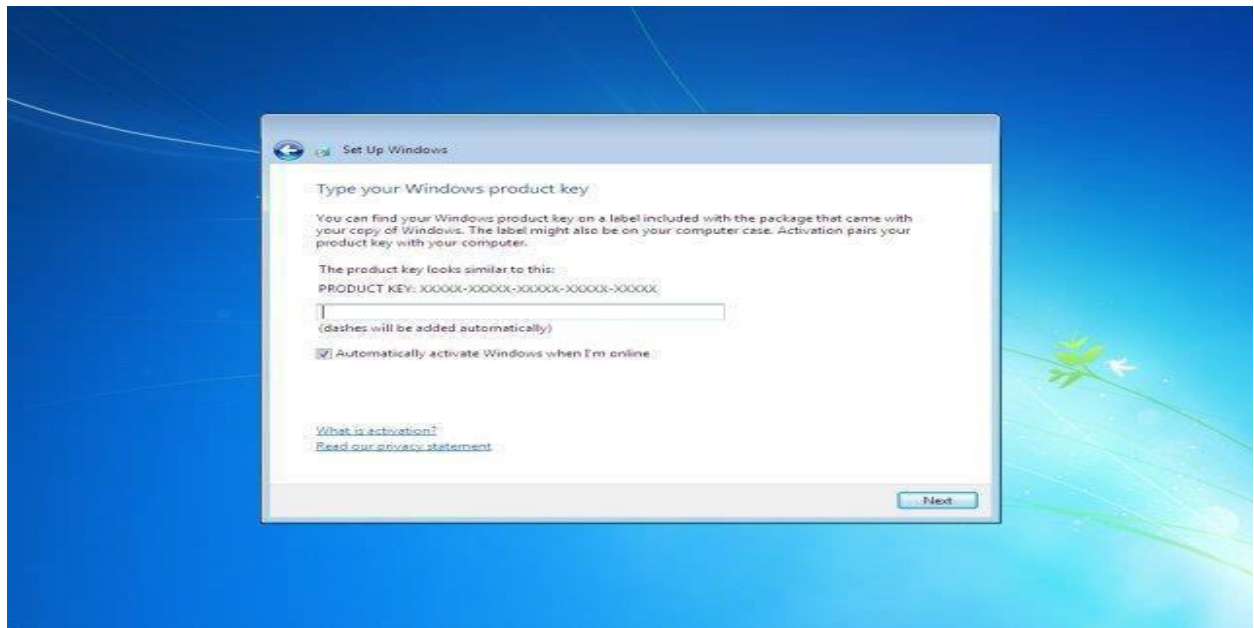 Set Up Windows
Type your Windows product key
You can find your Windows product key on a label included with the package that came with
your copy of Windows. The label might also be on your computer case. Activation pairs your
product key with your computer.
The product key looks similar to this:
PRODUCT KEY: XXXXX-XXXXX-XXXXX-XXXXX-XXXXX
(dashes will be added automatically)
Automatically activate Windows when I'm online
What is activation?
Read our privacy statement
Next